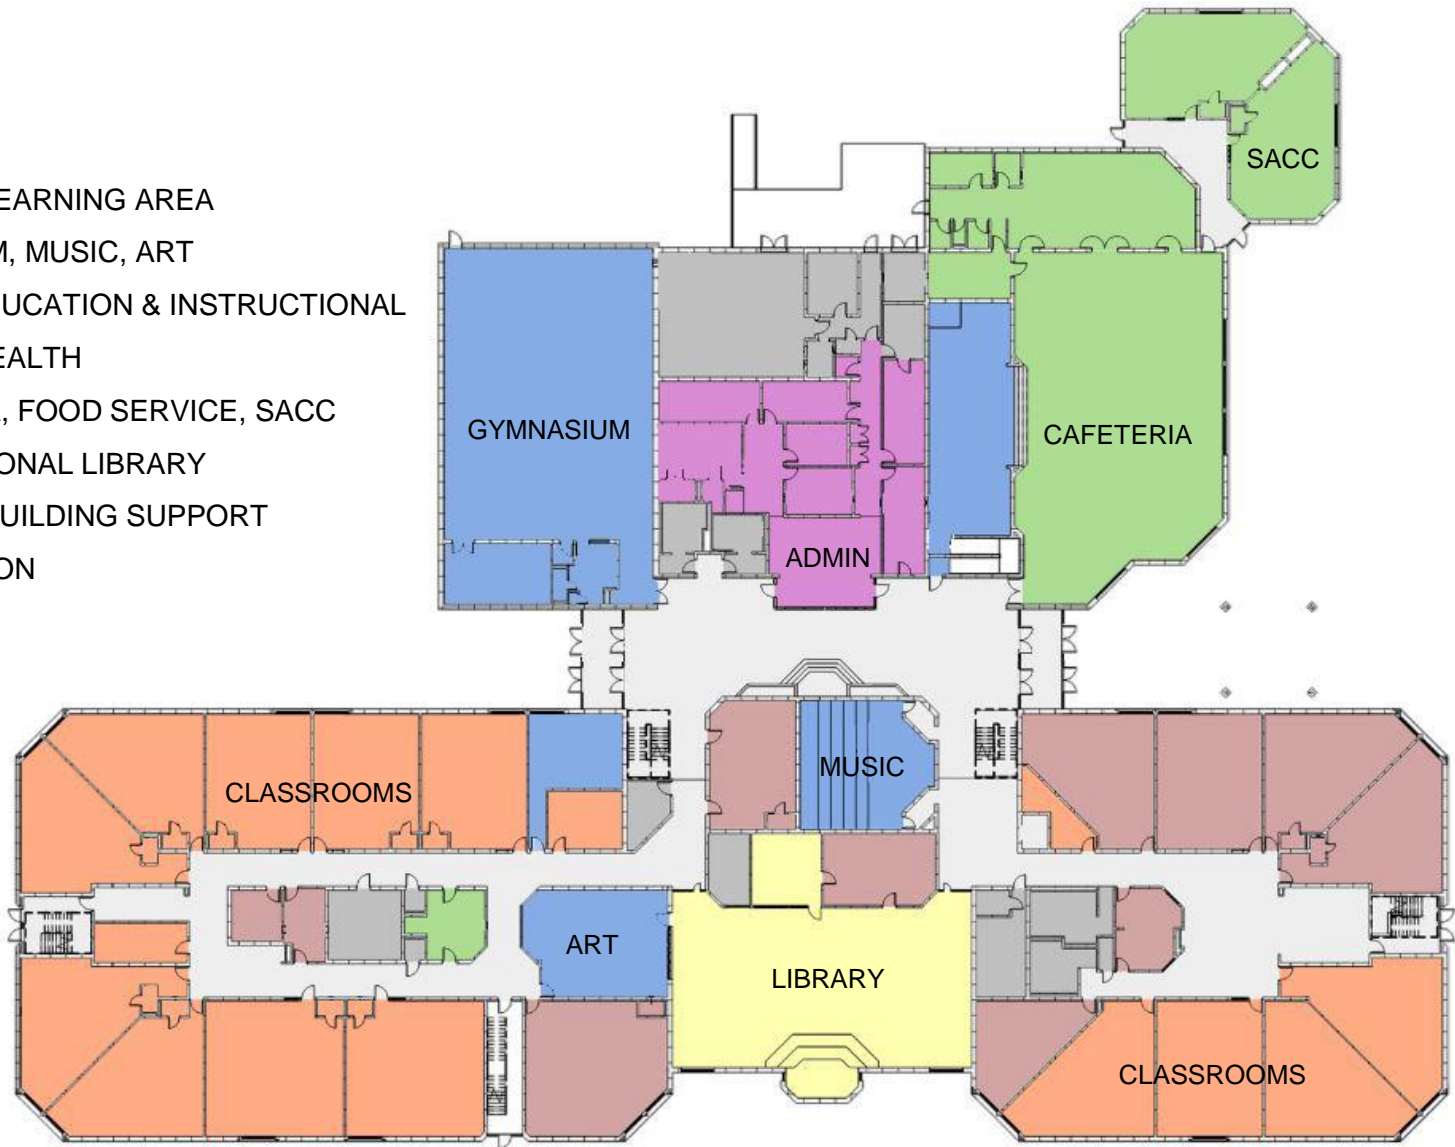 SACC
EARNING AREA
, MUSIC, ART
UCATION & INSTRUCTIONAL
EALTH
, FOOD SERVICE, SACC
ONAL LIBRARY
UILDING SUPPORT
ON
GYMNASIUM
CAFETERIA
ADMIN
MUSIC
CLASSROOMS
ART
LIBRARY
CLASSROOMS